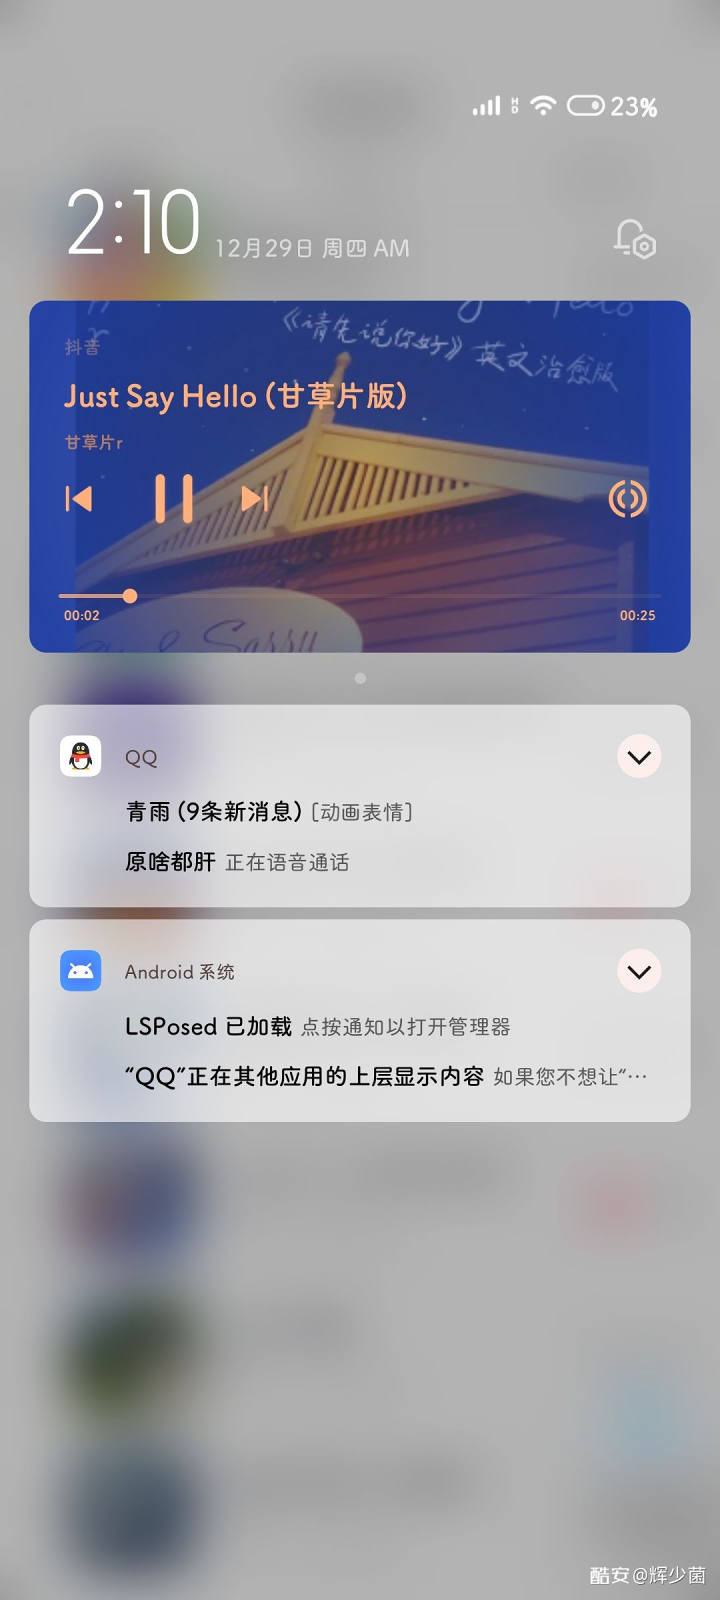 HD 23%
2:10 12月29日 周四 AM
《请先说你好》英文治愈版
抖音
Just Say Hello (甘草片版)
甘草片r
00:02 00:25
QQ
青雨 (9条新消息) [动画表情]
原啥都肝 正在语音通话
Android 系统
LSPosed 已加载 点按通知以打开管理器
“QQ”正在其他应用的上层显示内容 如果您不想让“…
酷安@辉少菌